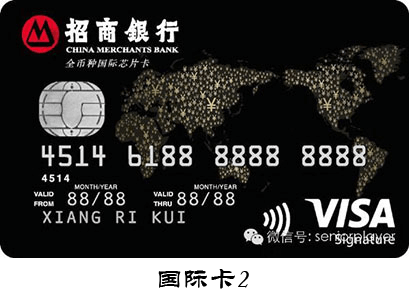 招商銀行
CHINA MERCHANTS BANK
全币种国际芯片卡
4514 6188 8888 8888
4514
MONTH/YEAR MONTH/YEAR
VALID FROM 88/88 VALID THRU 88/88
XIANG RI KUI
VISA
微信号: seniorplayer
Signature
国际卡2